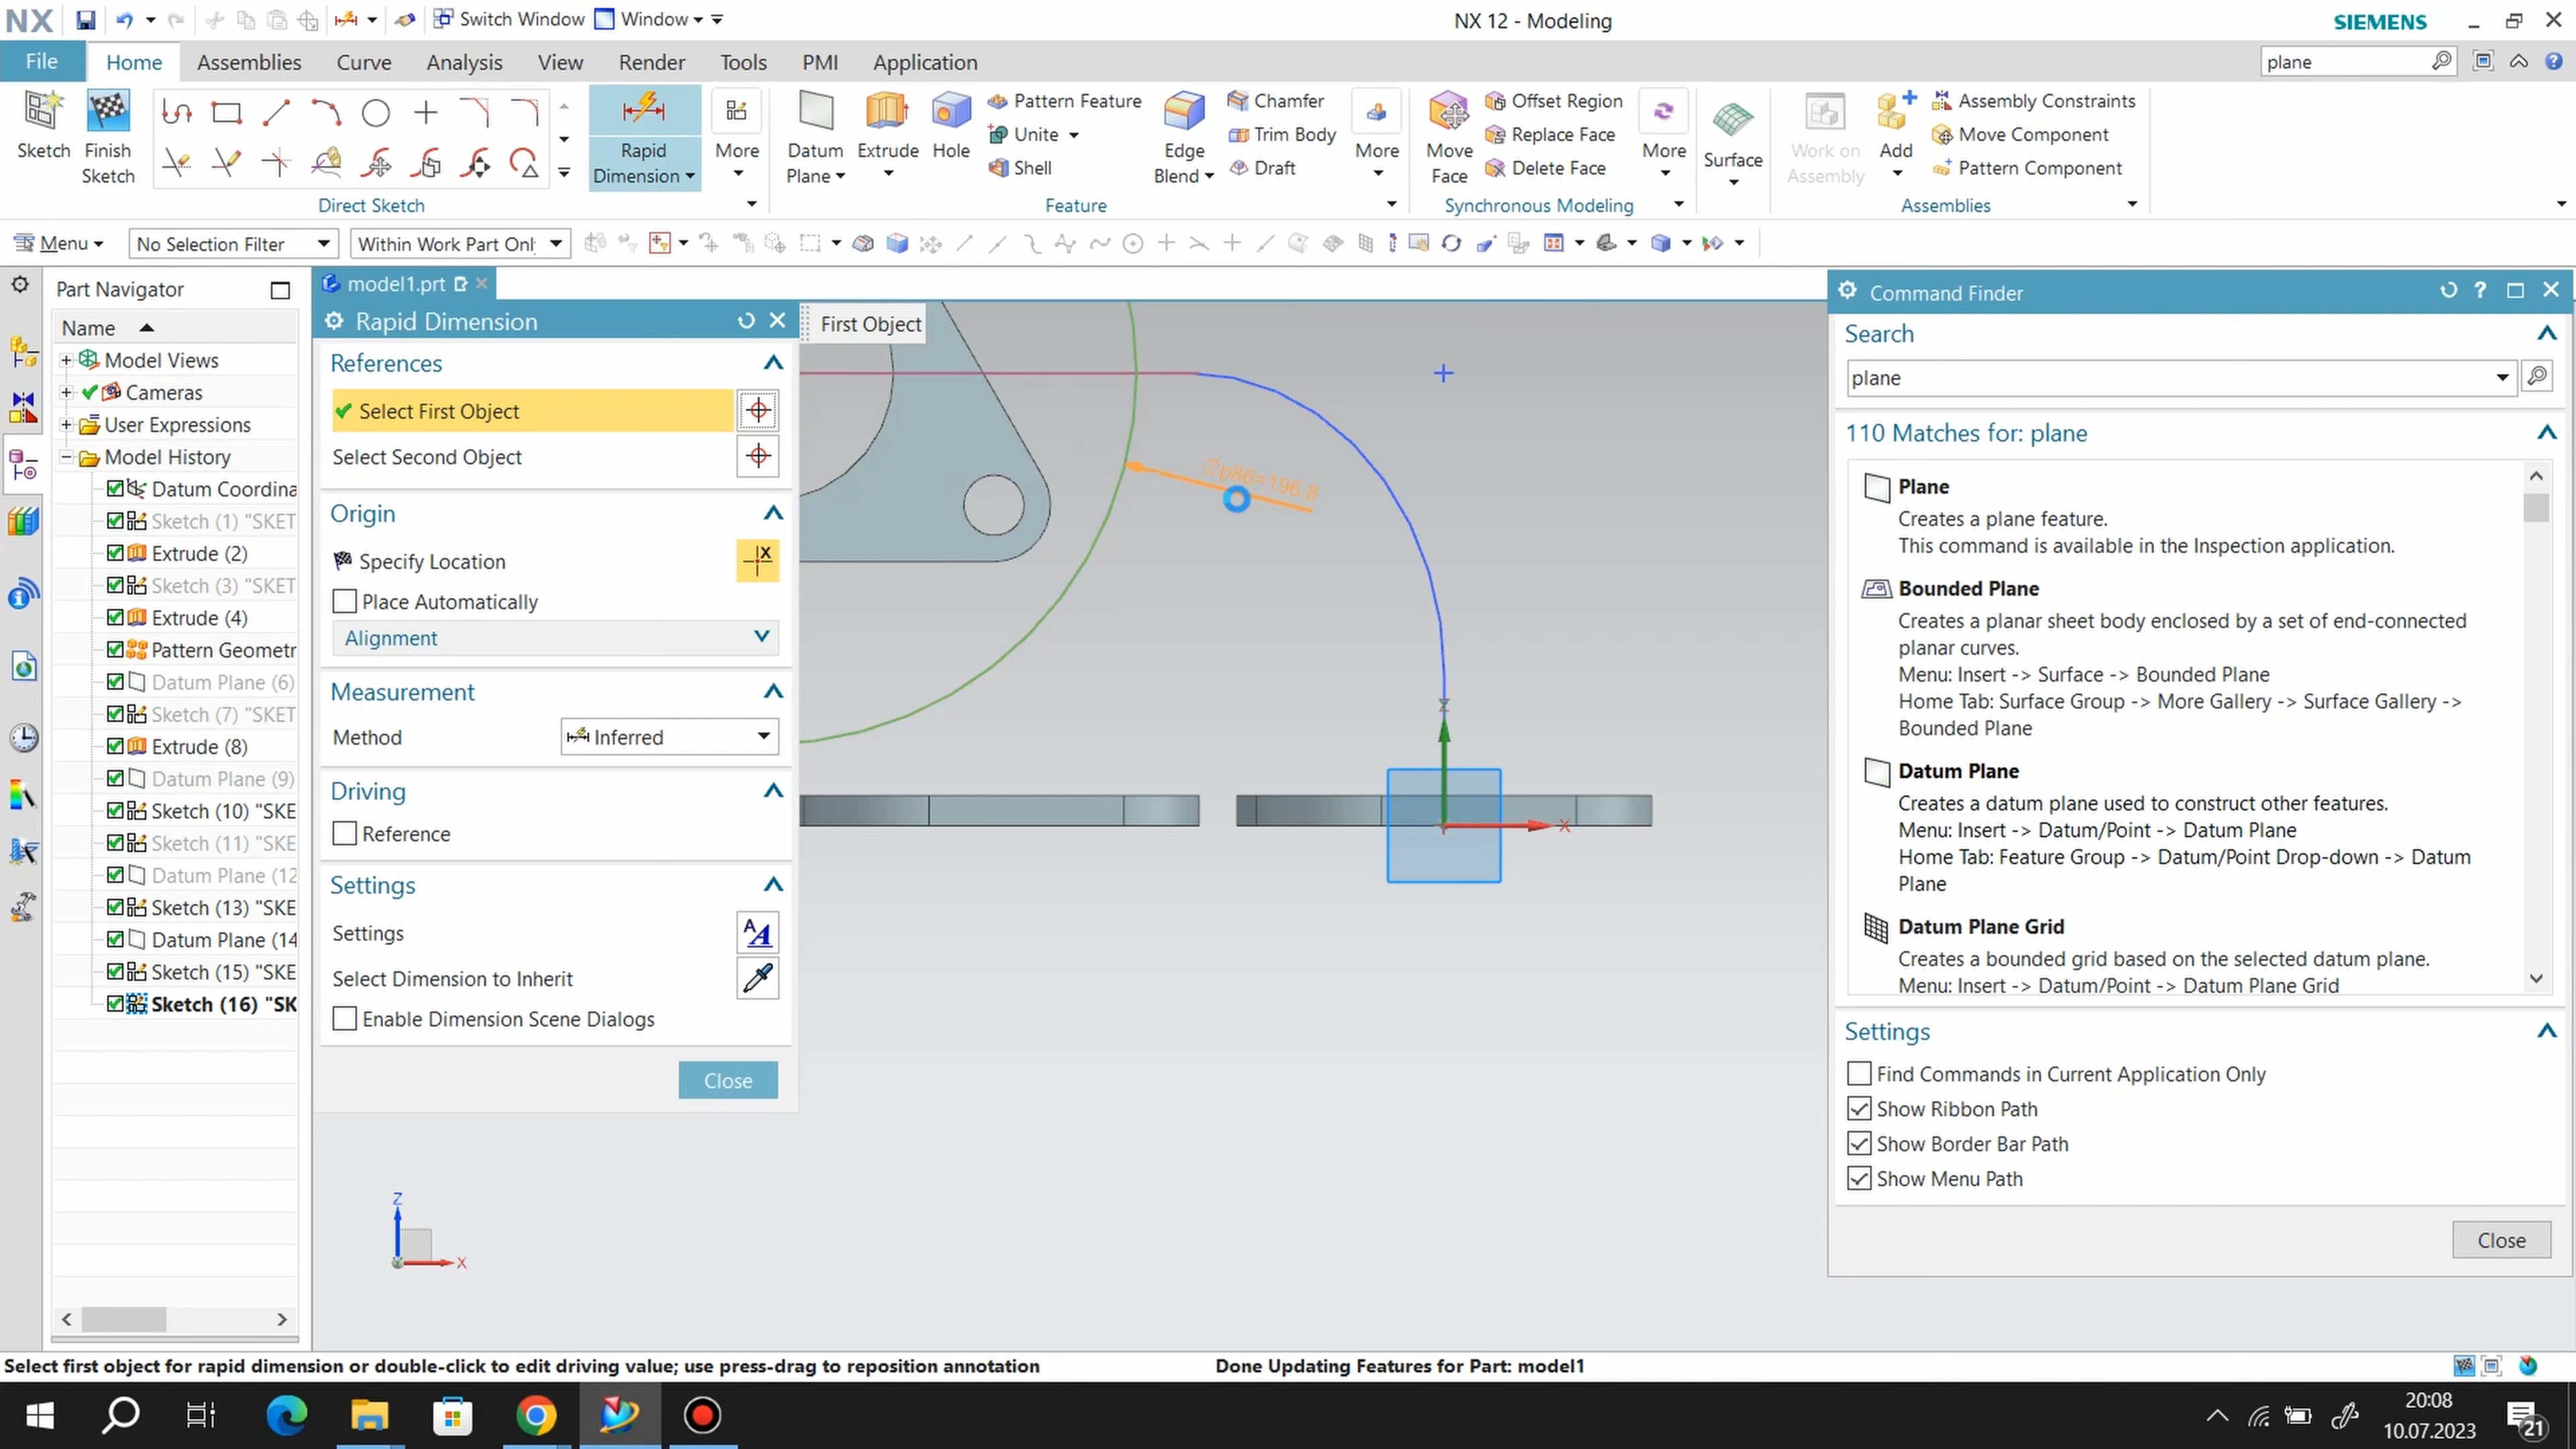 NX
Switch Window
Window
NX 12 - Modeling
SIEMENS
File
Home
Assemblies
Curve
Analysis
View
Render
Tools
PMI
Application
plane
Sketch
Finish
Sketch
Direct Sketch
Rapid
Dimension
More
Datum
Plane
Extrude
Hole
Pattern Feature
Unite
Shell
Edge
Blend
Chamfer
Trim Body
Draft
More
Feature
Move
Face
Offset Region
Replace Face
Delete Face
More
Synchronous Modeling
Surface
Work on
Assembly
Add
Assembly Constraints
Move Component
Pattern Component
Assemblies
Menu
No Selection Filter
Within Work Part Onl
Part Navigator
Name
Model Views
Cameras
User Expressions
Model History
Datum Coordina
Sketch (1) "SKET
Extrude (2)
Sketch (3) "SKET
Extrude (4)
Pattern Geometr
Datum Plane (6)
Sketch (7) "SKET
Extrude (8)
Datum Plane (9)
Sketch (10) "SKE
Sketch (11) "SKE
Datum Plane (12
Sketch (13) "SKE
Datum Plane (14
Sketch (15) "SKE
Sketch (16) "SK
model1.prt
Rapid Dimension
First Object
References
Select First Object
Select Second Object
Origin
Specify Location
Place Automatically
Alignment
Measurement
Method
Inferred
Driving
Reference
Settings
Settings
Select Dimension to Inherit
Enable Dimension Scene Dialogs
Close
∅p86=196.8
Z
X
Z
X
Command Finder
Search
plane
110 Matches for: plane
Plane
Creates a plane feature.
This command is available in the Inspection application.
Bounded Plane
Creates a planar sheet body enclosed by a set of end-connected
planar curves.
Menu: Insert -> Surface -> Bounded Plane
Home Tab: Surface Group -> More Gallery -> Surface Gallery ->
Bounded Plane
Datum Plane
Creates a datum plane used to construct other features.
Menu: Insert -> Datum/Point -> Datum Plane
Home Tab: Feature Group -> Datum/Point Drop-down -> Datum
Plane
Datum Plane Grid
Creates a bounded grid based on the selected datum plane.
Menu: Insert -> Datum/Point -> Datum Plane Grid
Settings
Find Commands in Current Application Only
Show Ribbon Path
Show Border Bar Path
Show Menu Path
Close
Select first object for rapid dimension or double-click to edit driving value; use press-drag to reposition annotation
Done Updating Features for Part: model1
20:08
10.07.2023
21